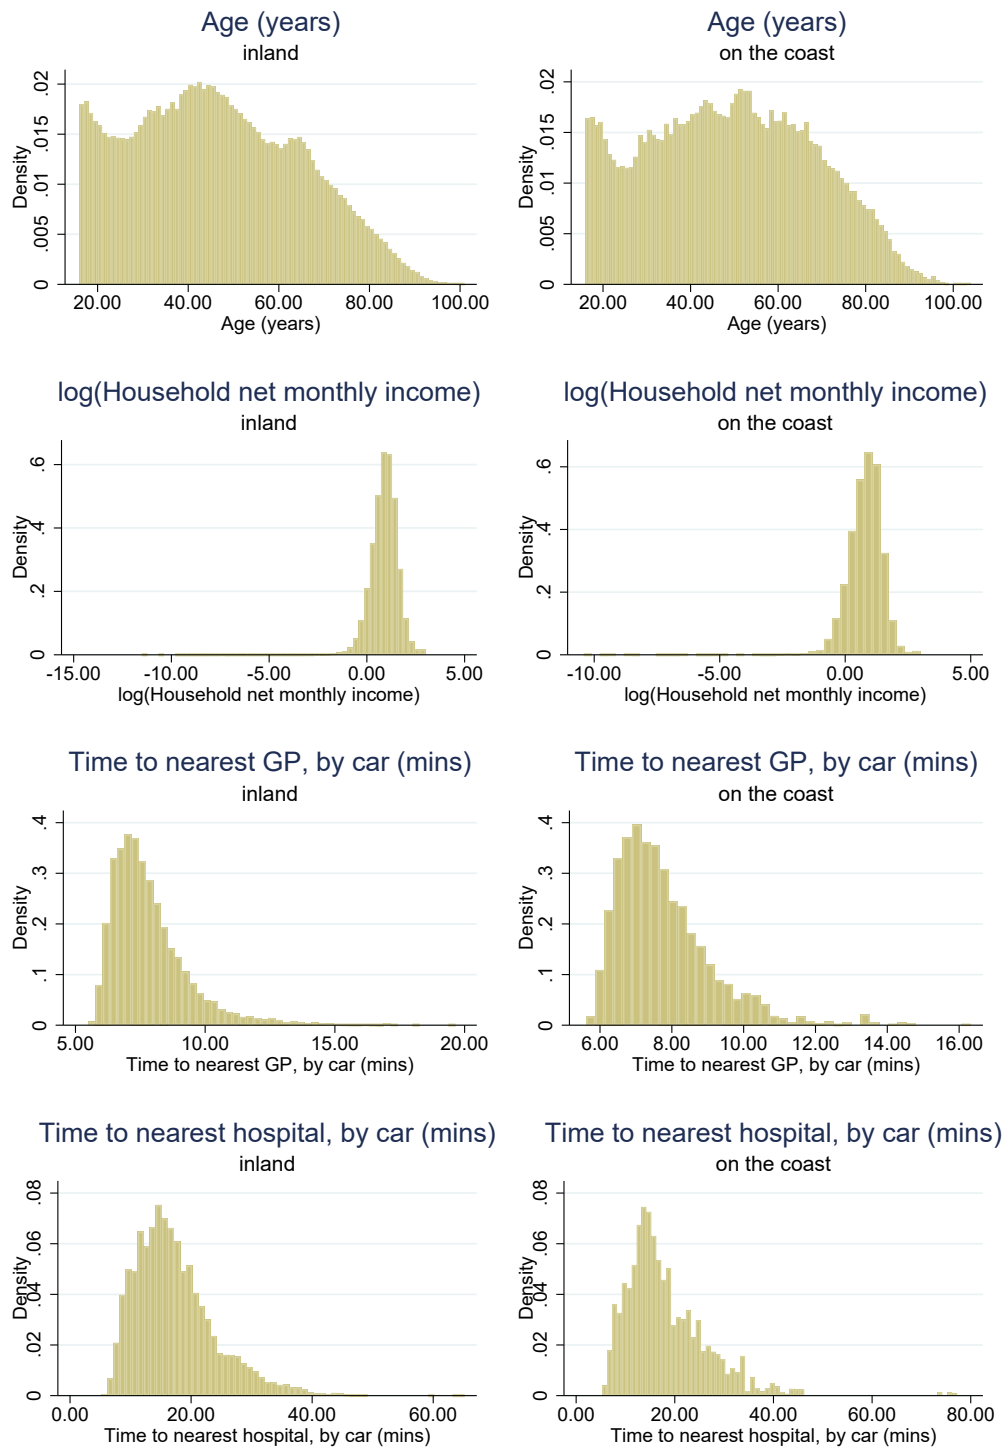 Age (years)
inland
Density
0 .005 .01 .015 .02
20.00 40.00 60.00 80.00 100.00
Age (years)
Age (years)
on the coast
Density
0 .005 .01 .015 .02
20.00 40.00 60.00 80.00 100.00
Age (years)
log(Household net monthly income)
inland
Density
0 .2 .4 .6
-15.00 -10.00 -5.00 0.00 5.00
log(Household net monthly income)
log(Household net monthly income)
on the coast
Density
0 .2 .4 .6
-10.00 -5.00 0.00 5.00
log(Household net monthly income)
Time to nearest GP, by car (mins)
inland
Density
0 .1 .2 .3 .4
5.00 10.00 15.00 20.00
Time to nearest GP, by car (mins)
Time to nearest GP, by car (mins)
on the coast
Density
0 .1 .2 .3 .4
6.00 8.00 10.00 12.00 14.00 16.00
Time to nearest GP, by car (mins)
Time to nearest hospital, by car (mins)
inland
Density
0 .02 .04 .06 .08
0.00 20.00 40.00 60.00
Time to nearest hospital, by car (mins)
Time to nearest hospital, by car (mins)
on the coast
Density
0 .02 .04 .06 .08
0.00 20.00 40.00 60.00 80.00
Time to nearest hospital, by car (mins)